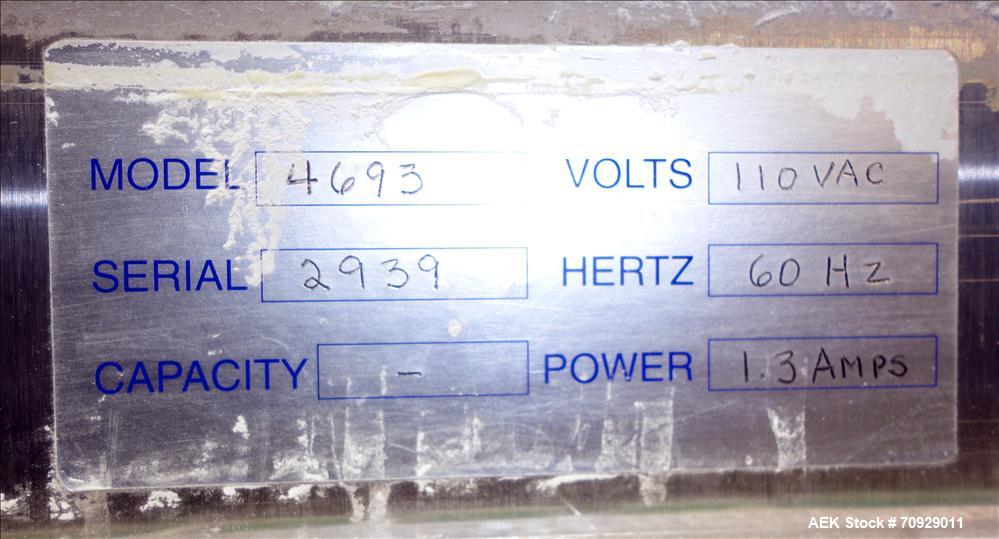 MODEL 4693 VOLTS 110 VAC
SERIAL 2939 HERTZ 60 Hz
CAPACITY - POWER 1.3 AMPS
AEK Stock # 70929011